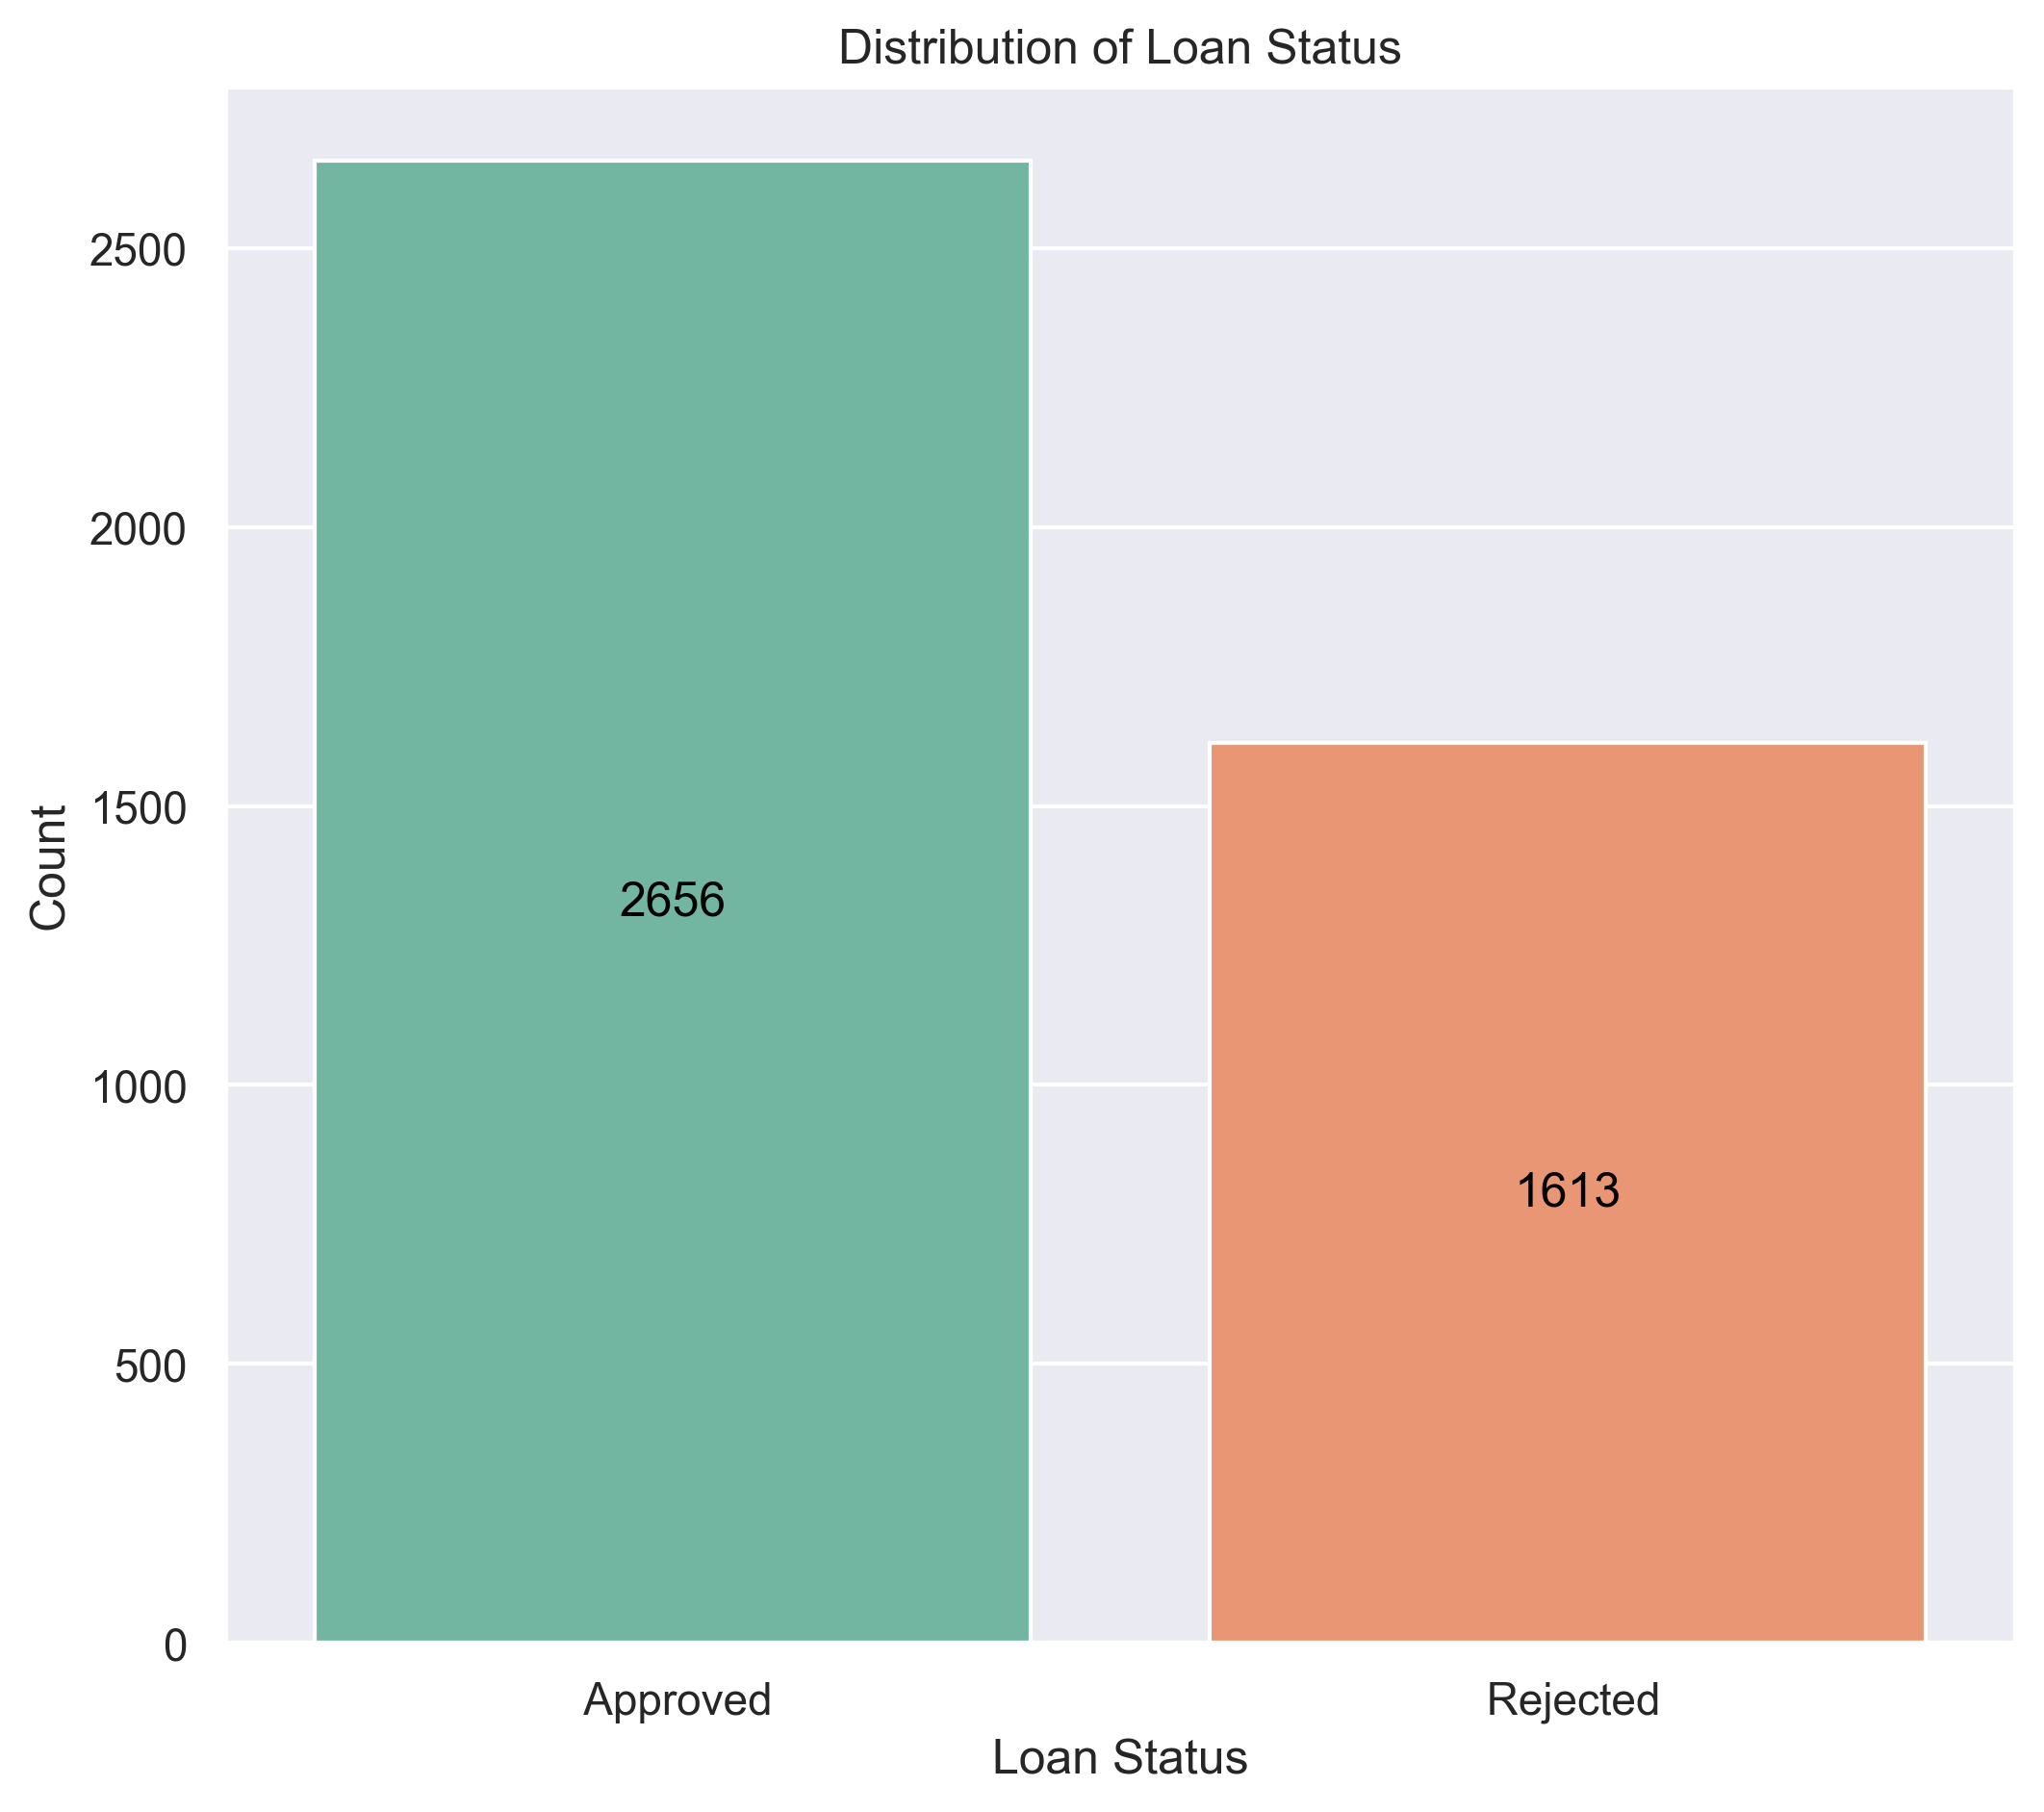 Distribution of Loan Status
2500
2000
1500
1000
500
0
Count
2656
1613
Approved
Rejected
Loan Status